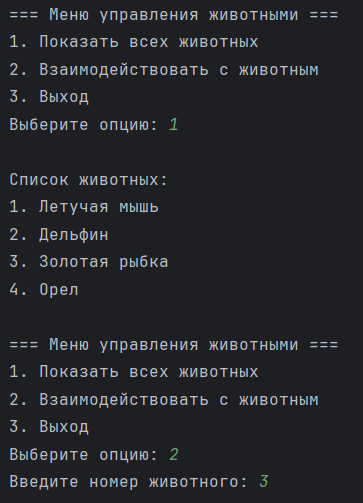 === Меню управления животными ===
1. Показать всех животных
2. Взаимодействовать с животным
3. Выход
Выберите опцию: 1
Список животных:
1. Летучая мышь
2. Дельфин
3. Золотая рыбка
4. Орел
=== Меню управления животными ===
1. Показать всех животных
2. Взаимодействовать с животным
3. Выход
Выберите опцию: 2
Введите номер животного: 3